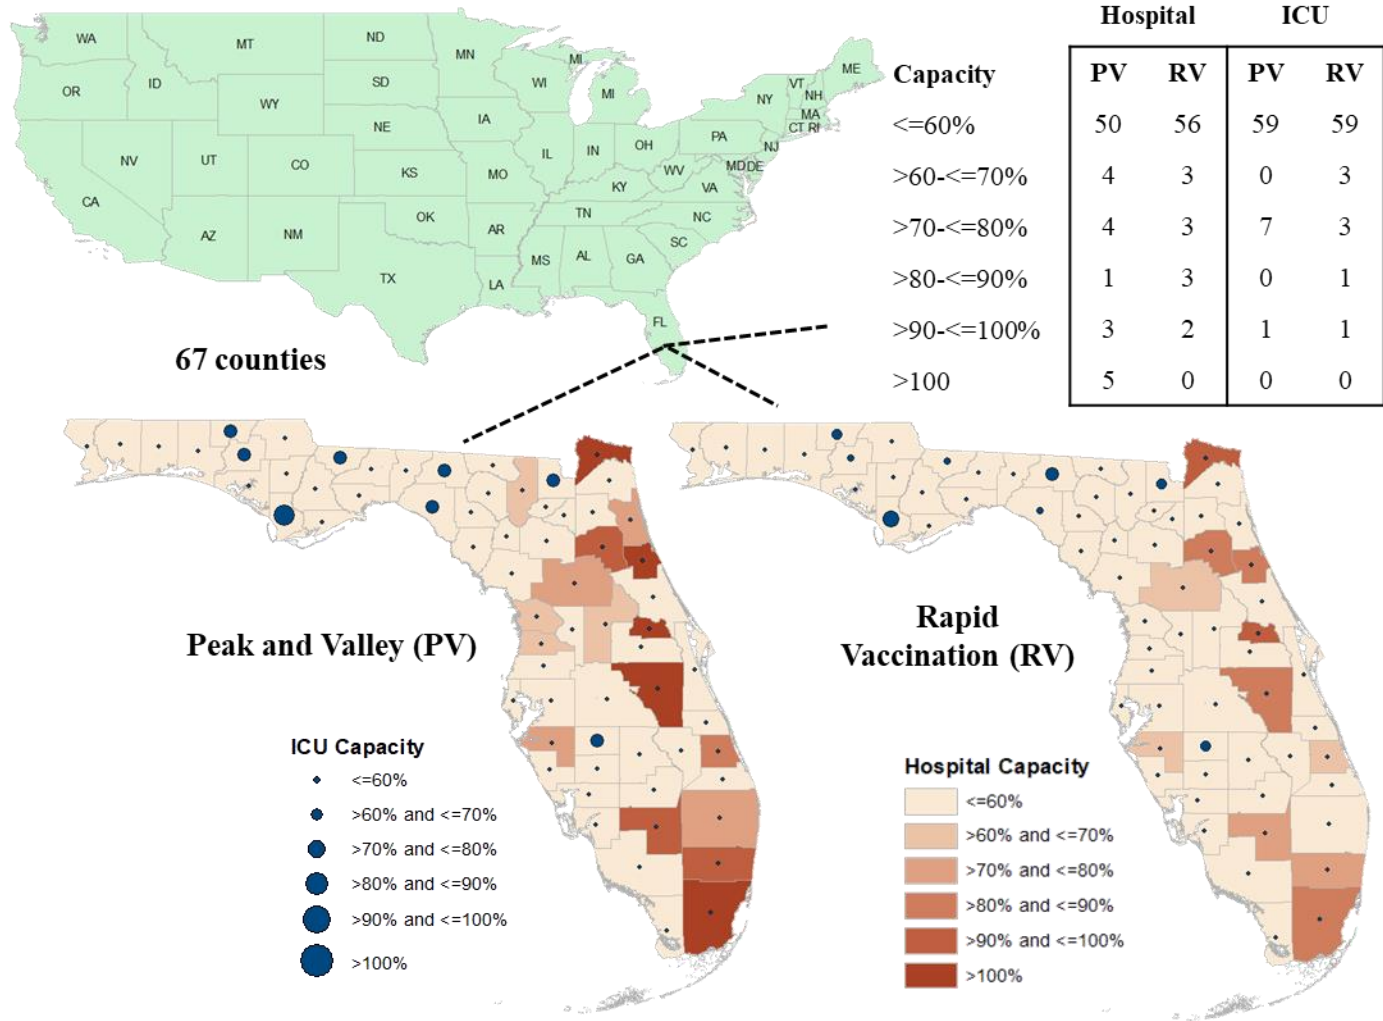 Hospital ICU
Capacity PV RV PV RV
<=60% 50 56 59 59
>60-<=70% 4 3 0 3
>70-<=80% 4 3 7 3
>80-<=90% 1 3 0 1
>90-<=100% 3 2 1 1
>100 5 0 0 0
WA
MT
ND
MN
MI
ME
OR
ID
SD
WI
MI
NY
VT
NH
MA
CT RI
WY
NE
IA
PA
NJ
NV
UT
CO
KS
MO
IL
IN
OH
WV
MD DE
VA
KY
CA
AZ
NM
OK
AR
TN
NC
SC
TX
LA
MS
AL
GA
FL
67 counties
Peak and Valley (PV)
Rapid
Vaccination (RV)
ICU Capacity
<=60%
>60% and <=70%
>70% and <=80%
>80% and <=90%
>90% and <=100%
>100%
Hospital Capacity
<=60%
>60% and <=70%
>70% and <=80%
>80% and <=90%
>90% and <=100%
>100%